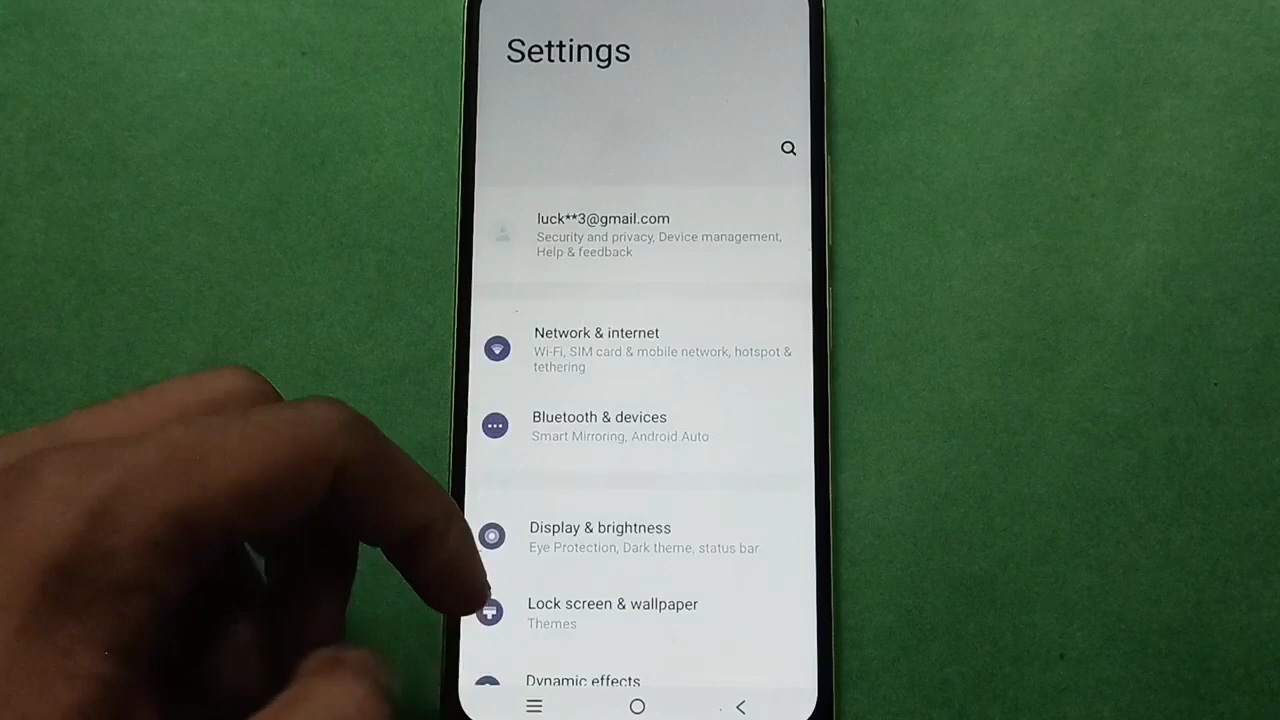 Settings
luck**3@gmail.com
Security and privacy, Device management,
Help & feedback
Network & internet
Wi-Fi, SIM card & mobile network, hotspot &
tethering
Bluetooth & devices
Smart Mirroring, Android Auto
Display & brightness
Eye Protection, Dark theme, status bar
Lock screen & wallpaper
Themes
Dynamic effects